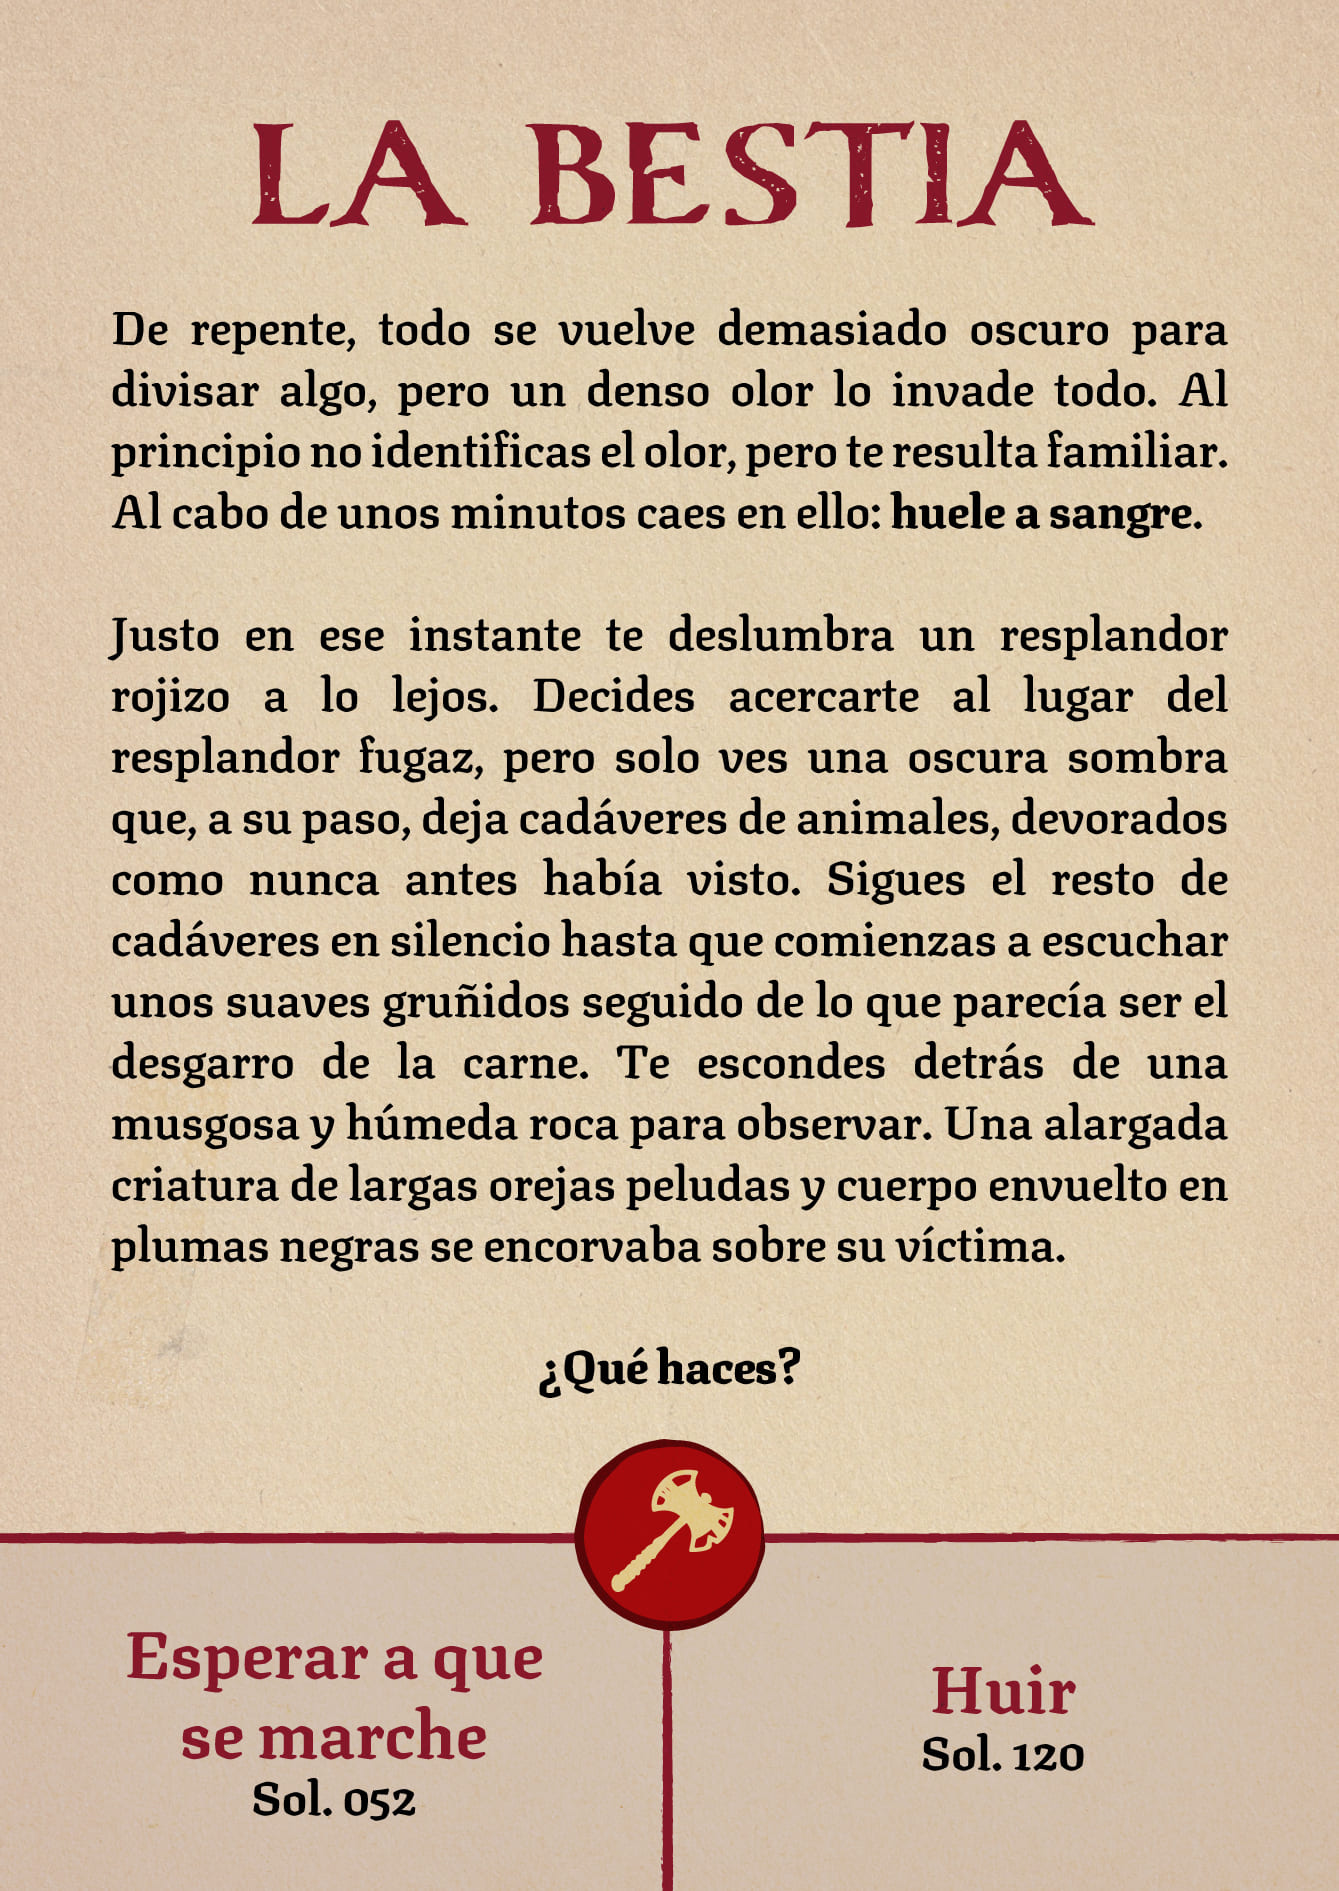 LA BESTIA
De repente, todo se vuelve demasiado oscuro para
divisar algo, pero un denso olor lo invade todo. Al
principio no identificas el olor, pero te resulta familiar.
Al cabo de unos minutos caes en ello: huele a sangre.
Justo en ese instante te deslumbra un resplandor
rojizo a lo lejos. Decides acercarte al lugar del
resplandor fugaz, pero solo ves una oscura sombra
que, a su paso, deja cadáveres de animales, devorados
como nunca antes había visto. Sigues el resto de
cadáveres en silencio hasta que comienzas a escuchar
unos suaves gruñidos seguido de lo que parecía ser el
desgarro de la carne. Te escondes detrás de una
musgosa y húmeda roca para observar. Una alargada
criatura de largas orejas peludas y cuerpo envuelto en
plumas negras se encorvaba sobre su víctima.
¿Qué haces?
Esperar a que
se marche
Sol. 052
Huir
Sol. 120